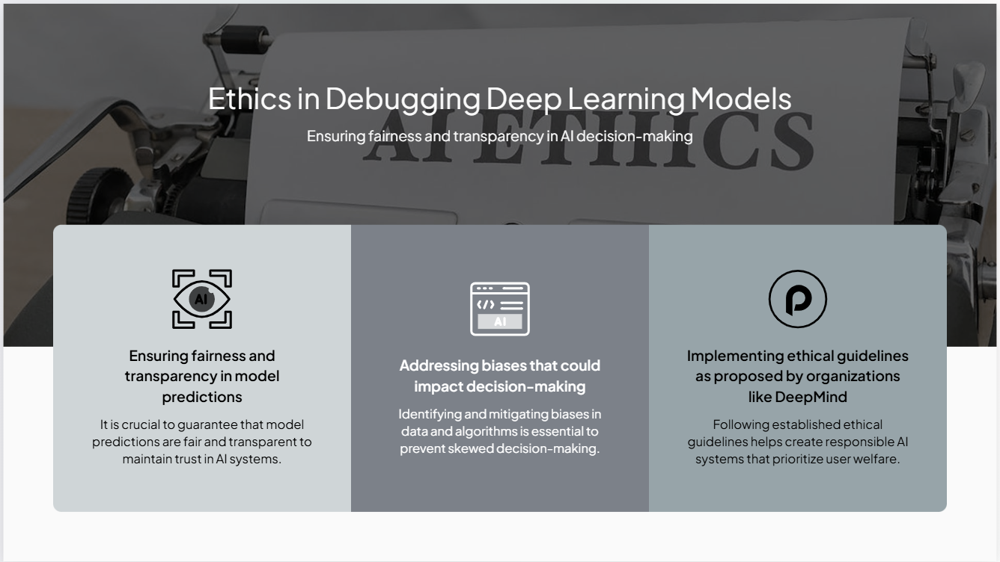 Ethics in Debugging Deep Learning Models
AI ETHICS
Ensuring fairness and transparency in AI decision-making
AI
Ensuring fairness and
transparency in model
predictions
It is crucial to guarantee that model
predictions are fair and transparent to
maintain trust in AI systems.
</>
AI
Addressing biases that could
impact decision-making
Identifying and mitigating biases in
data and algorithms is essential to
prevent skewed decision-making.
Implementing ethical guidelines
as proposed by organizations
like DeepMind
Following established ethical
guidelines helps create responsible AI
systems that prioritize user welfare.